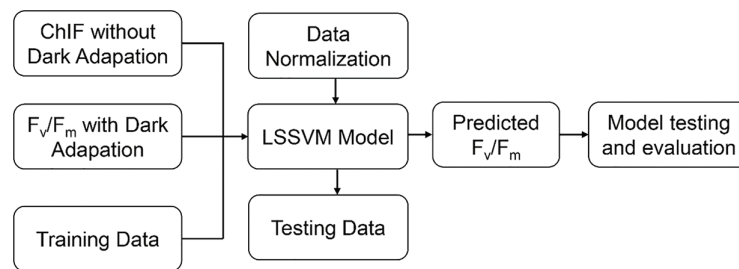 ChIF without
Dark Adapation
Fv/Fm with Dark
Adapation
Training Data
Data
Normalization
LSSVM Model
Testing Data
Predicted
Fv/Fm
Model testing
and evaluation